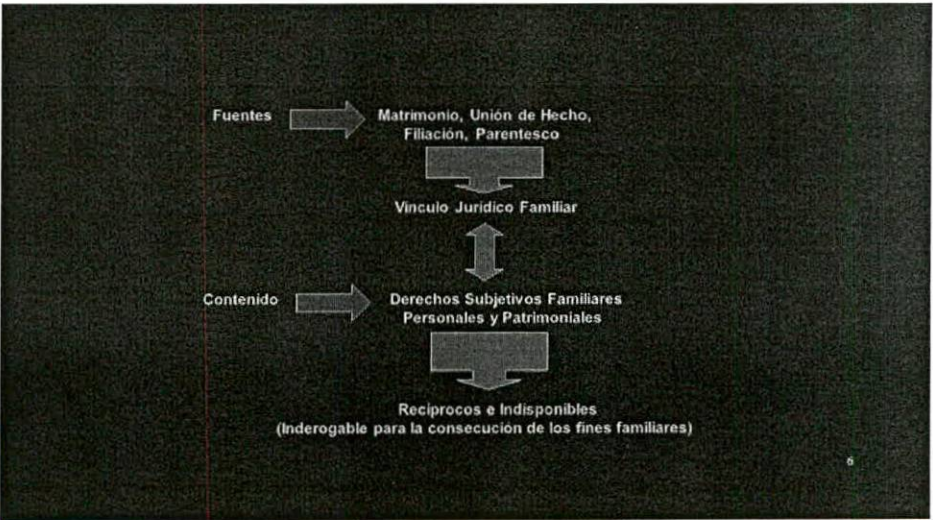 Fuentes
Matrimonio, Unión de Hecho,
Filiación, Parentesco
Vinculo Jurídico Familiar
Contenido
Derechos Subjetivos Familiares
Personales y Patrimoniales
Reciprocos e Indisponibles
(Inderogable para la consecución de los fines familiares)
6